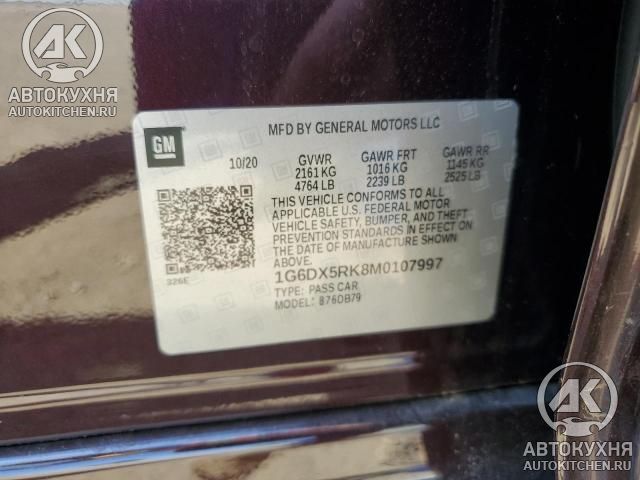 AK
АВТОКУХНЯ
AUTOKITCHEN.RU
GM
MFD BY GENERAL MOTORS LLC
10/20 GVWR GAWR FRT GAWR RR
2161 KG 1016 KG 1145 KG
4764 LB 2239 LB 2525 LB
THIS VEHICLE CONFORMS TO ALL
APPLICABLE U.S. FEDERAL MOTOR
VEHICLE SAFETY, BUMPER, AND THEFT
PREVENTION STANDARDS IN EFFECT ON
THE DATE OF MANUFACTURE SHOWN
ABOVE.
326E
1G6DX5RK8M0107997
TYPE: PASS CAR
MODEL: 876DB79
AK
АВТОКУХНЯ
AUTOKITCHEN.RU